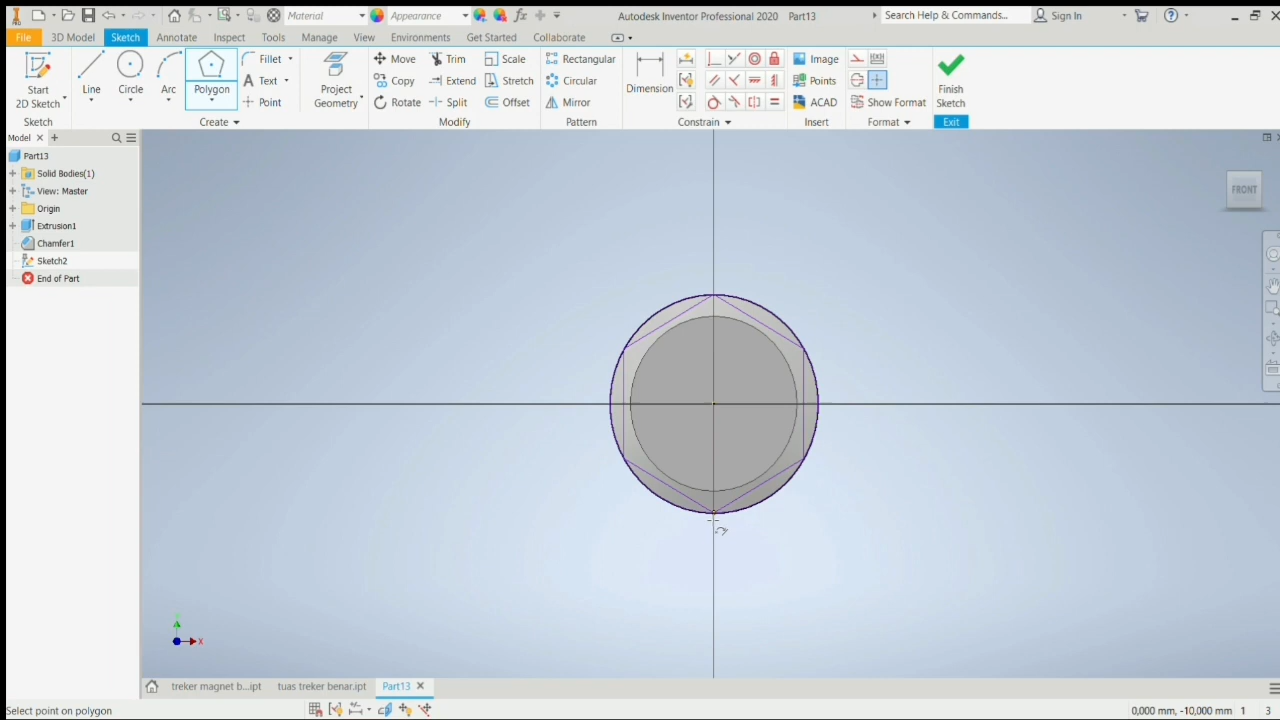 Material
Appearance
Autodesk Inventor Professional 2020 Part13
Search Help & Commands...
Sign In
File
3D Model
Sketch
Annotate
Inspect
Tools
Manage
View
Environments
Get Started
Collaborate
Start
2D Sketch
Line
Circle
Arc
Polygon
Fillet
Text
Point
Project
Geometry
Move
Copy
Rotate
Trim
Extend
Split
Scale
Stretch
Offset
Rectangular
Circular
Mirror
Dimension
Image
Points
ACAD
Show Format
Finish
Sketch
Sketch
Create
Modify
Pattern
Constrain
Insert
Format
Exit
Model
Part13
Solid Bodies(1)
View: Master
Origin
Extrusion1
Chamfer1
Sketch2
End of Part
FRONT
X
treker magnet b...ipt
tuas treker benar.ipt
Part13
Select point on polygon
0,000 mm, -10,000 mm 1 3